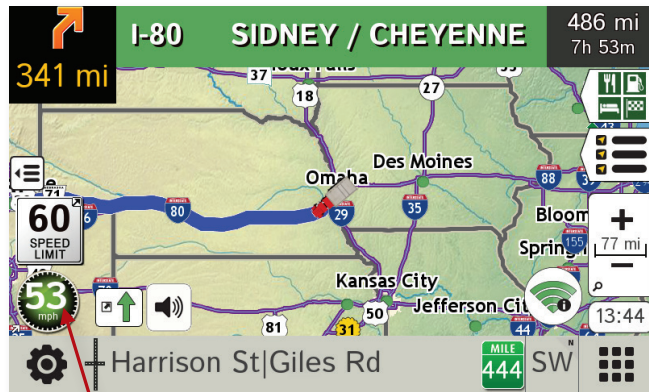 I-80 SIDNEY / CHEYENNE
486 mi
7h 53m
341 mi
37
18
27
Des Moines
Omaha
88
71
80
29
35
60
SPEED
LIMIT
Bloom
155
+
77 mi
−
Spring
53
mph
Kansas City
50
Jefferson Cit
81
31
44
13:44
Harrison St|Giles Rd
MILE
444
SW
N